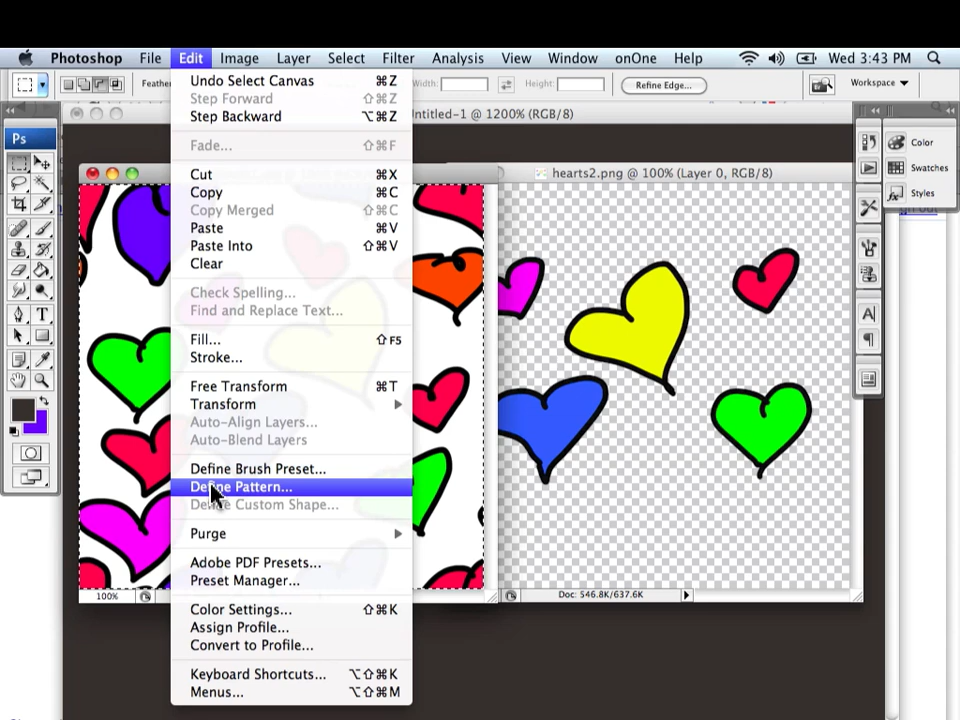 Photoshop File Edit Image Layer Select Filter Analysis View Window onOne Help Wed 3:43 PM
Width: Height: Refine Edge... Workspace
Untitled-1 @ 1200% (RGB/8)
Ps
hearts2.png @ 100% (Layer 0, RGB/8)
Color
Swatches
Styles
Undo Select Canvas ⌘Z
Step Forward ⇧⌘Z
Step Backward ⌥⌘Z
Fade... ⇧⌘F
Cut ⌘X
Copy ⌘C
Copy Merged ⇧⌘C
Paste ⌘V
Paste Into ⇧⌘V
Clear
Check Spelling...
Find and Replace Text...
Fill... ⇧F5
Stroke...
Free Transform ⌘T
Transform
Auto-Align Layers...
Auto-Blend Layers
Define Brush Preset...
Define Pattern...
Define Custom Shape...
Purge
Adobe PDF Presets...
Preset Manager...
Color Settings... ⇧⌘K
Assign Profile...
Convert to Profile...
Keyboard Shortcuts... ⌥⇧⌘K
Menus... ⌥⇧⌘M
100%
Doc: 546.8K/637.6K